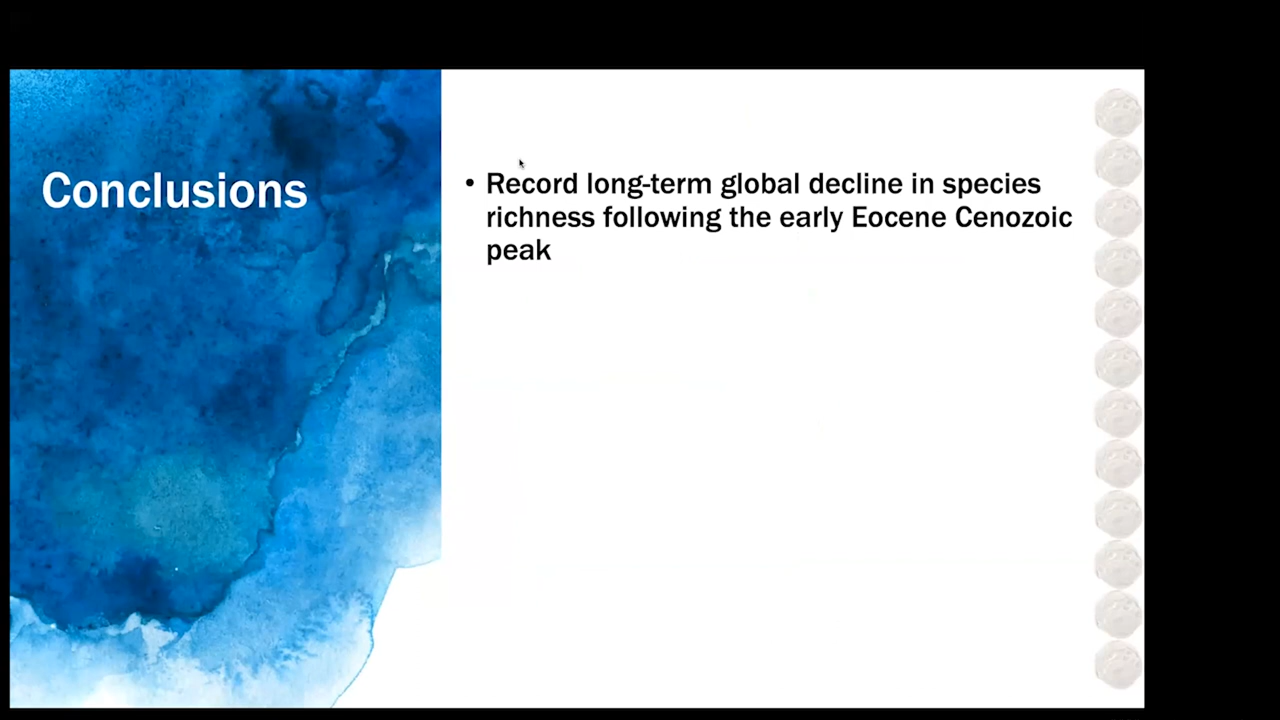 Conclusions
• Record long-term global decline in species
richness following the early Eocene Cenozoic
peak